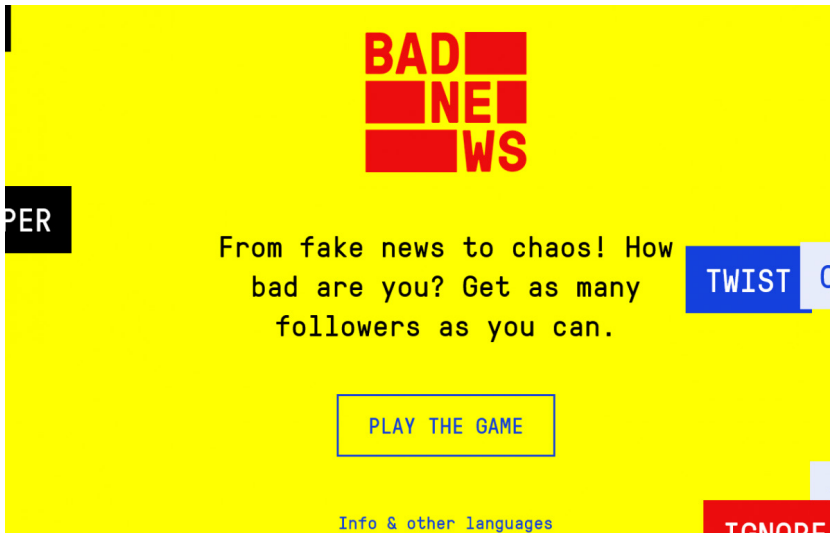 BAD
NE
WS
PER
From fake news to chaos! How
bad are you? Get as many
followers as you can.
TWIST
PLAY THE GAME
Info & other languages
IGNORE